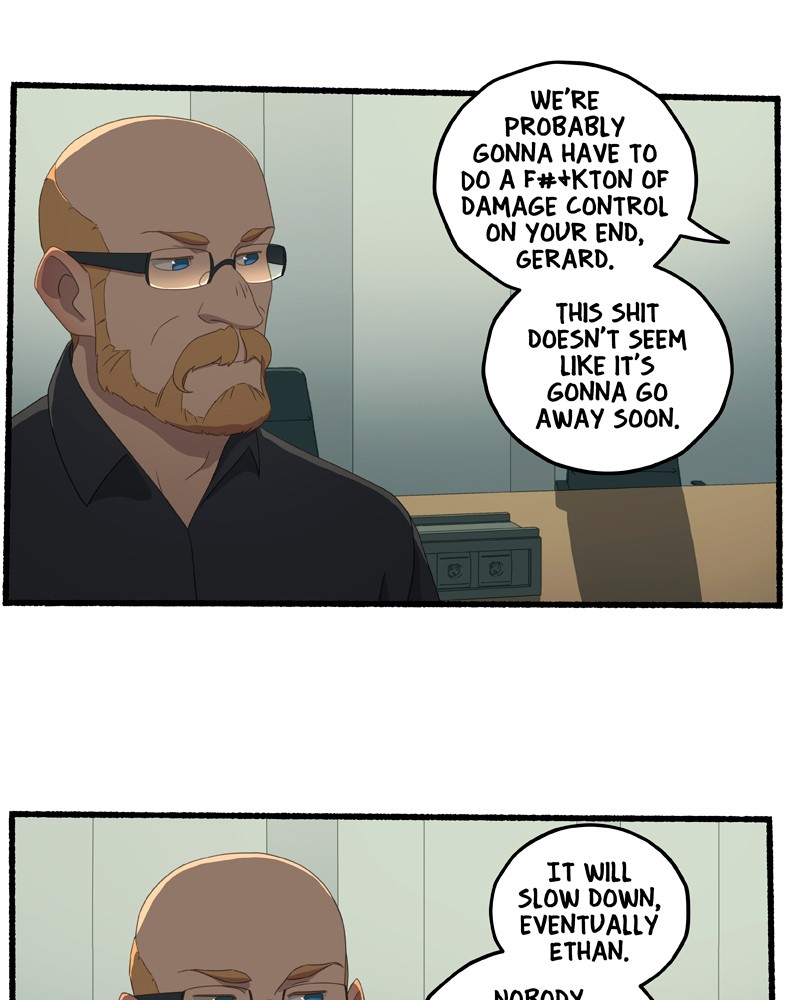 WE'RE
PROBABLY
GONNA HAVE TO
DO A F#+KTON OF
DAMAGE CONTROL
ON YOUR END,
GERARD.
THIS SHIT
DOESN'T SEEM
LIKE IT'S
GONNA GO
AWAY SOON.
IT WILL
SLOW DOWN,
EVENTUALLY
ETHAN.
NOBODY